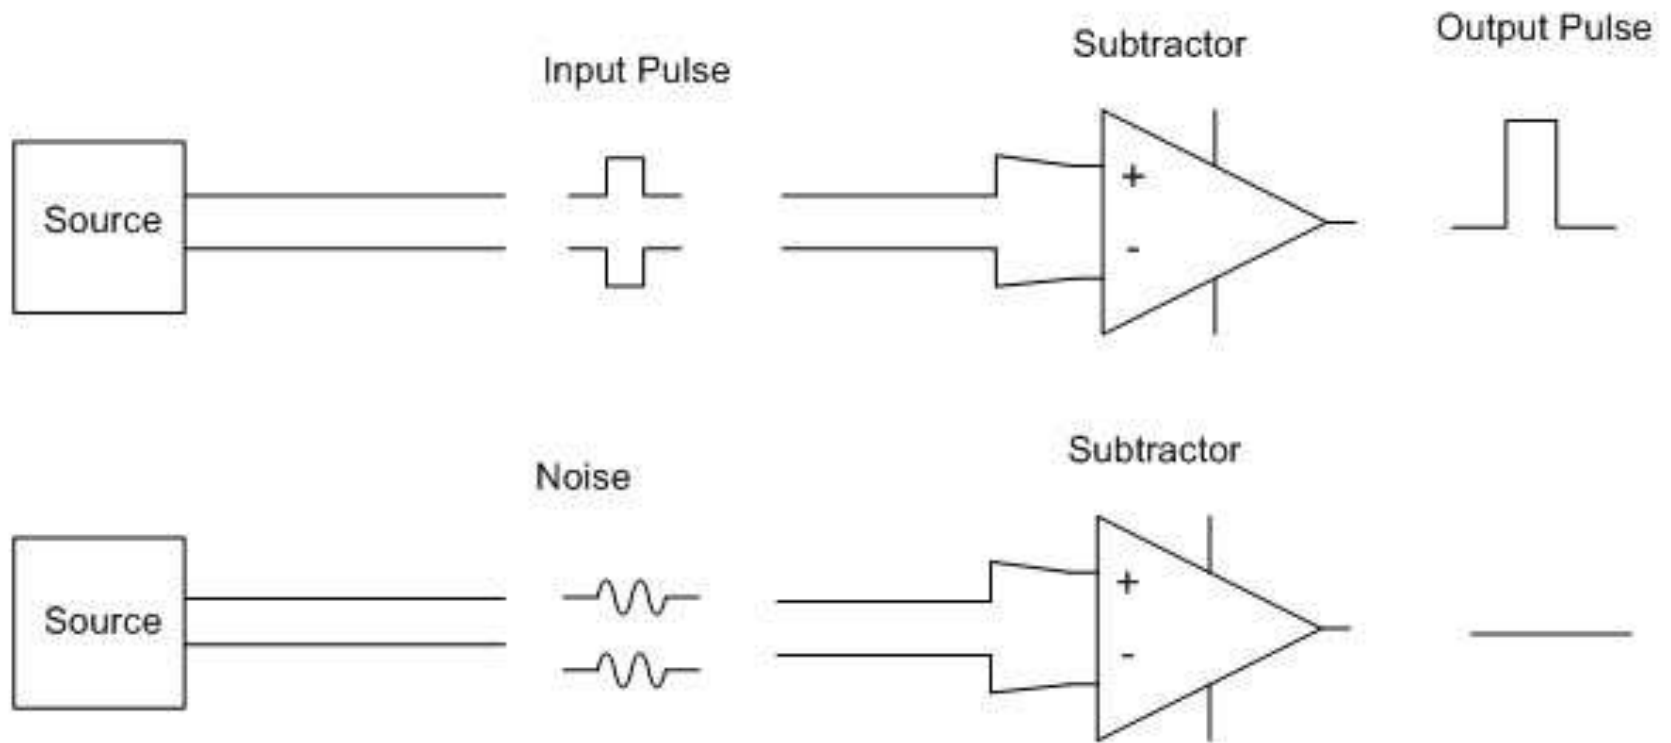 Output Pulse
Subtractor
Input Pulse
Source
+
-
Subtractor
Noise
Source
+
-